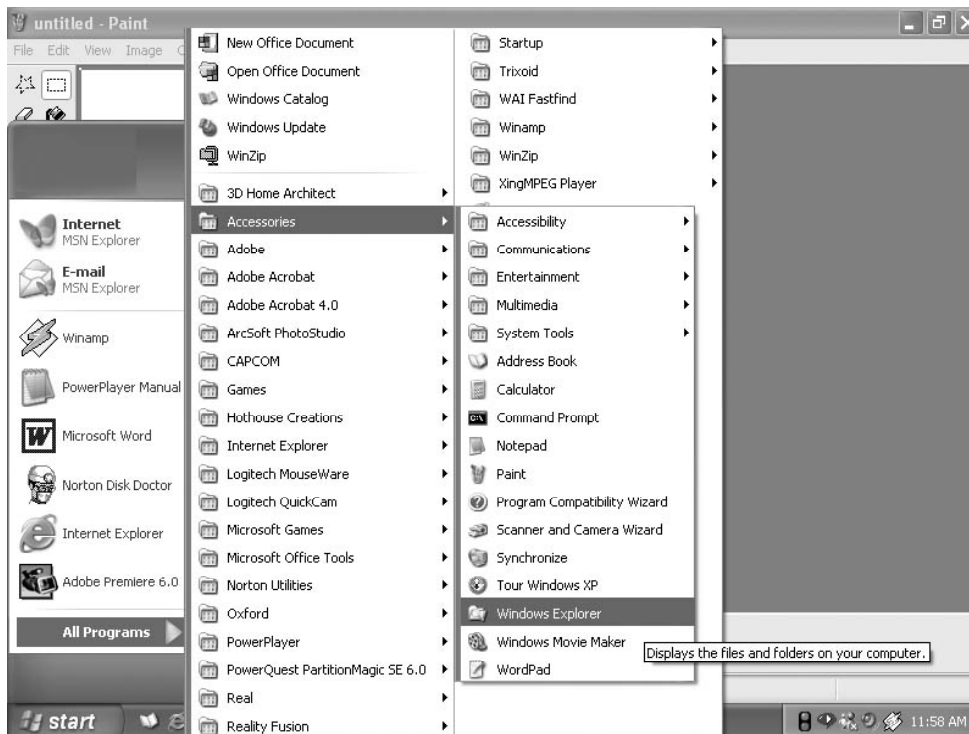 untitled - Paint
File Edit View Image
Internet
MSN Explorer
E-mail
MSN Explorer
Winamp
PowerPlayer Manual
Microsoft Word
Norton Disk Doctor
Internet Explorer
Adobe Premiere 6.0
All Programs
New Office Document
Open Office Document
Windows Catalog
Windows Update
WinZip
3D Home Architect
Accessories
Adobe
Adobe Acrobat
Adobe Acrobat 4.0
ArcSoft PhotoStudio
CAPCOM
Games
Hothouse Creations
Internet Explorer
Logitech MouseWare
Logitech QuickCam
Microsoft Games
Microsoft Office Tools
Norton Utilities
Oxford
PowerPlayer
PowerQuest PartitionMagic SE 6.0
Real
Reality Fusion
Startup
Trixoid
WAI Fastfind
Winamp
WinZip
XingMPEG Player
Accessibility
Communications
Entertainment
Multimedia
System Tools
Address Book
Calculator
Command Prompt
Notepad
Paint
Program Compatibility Wizard
Scanner and Camera Wizard
Synchronize
Tour Windows XP
Windows Explorer
Windows Movie Maker
WordPad
Displays the files and folders on your computer.
start
11:58 AM